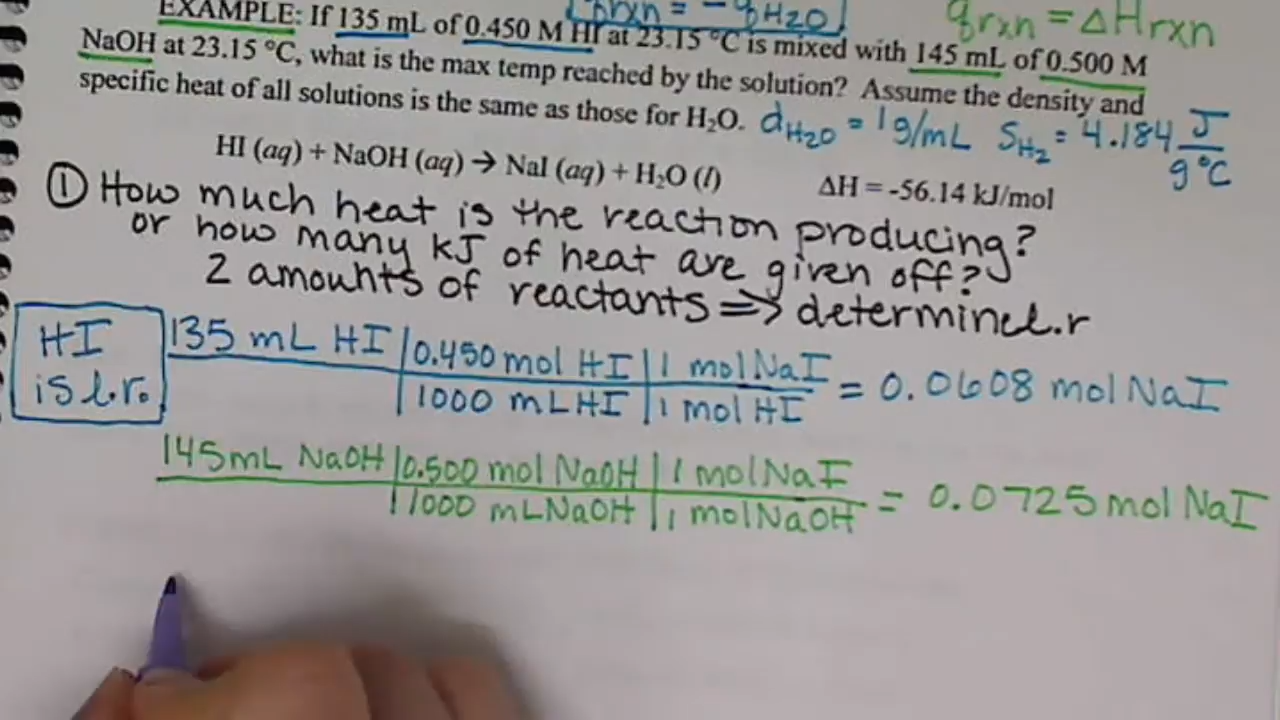 EXAMPLE: If 135 mL of 0.450 M HI at 23.15 °C is mixed with 145 mL of 0.500 M
NaOH at 23.15 °C, what is the max temp reached by the solution? Assume the density and
specific heat of all solutions is the same as those for H₂O.
qrxn = -qH₂O
qrxn = ΔHrxn
dH₂O = 1 g/mL SH₂ = 4.184 J/g°C
HI (aq) + NaOH (aq) → NaI (aq) + H₂O (l) ΔH = -56.14 kJ/mol
① How much heat is the reaction producing?
or how many kJ of heat are given off?
2 amounts of reactants ⇒ determine l.r
HI
is l.r.
135 mL HI | 0.450 mol HI | 1 mol NaI = 0.0608 mol NaI
1000 mL HI | 1 mol HI
145 mL NaOH | 0.500 mol NaOH | 1 mol NaI = 0.0725 mol NaI
1000 mL NaOH | 1 mol NaOH